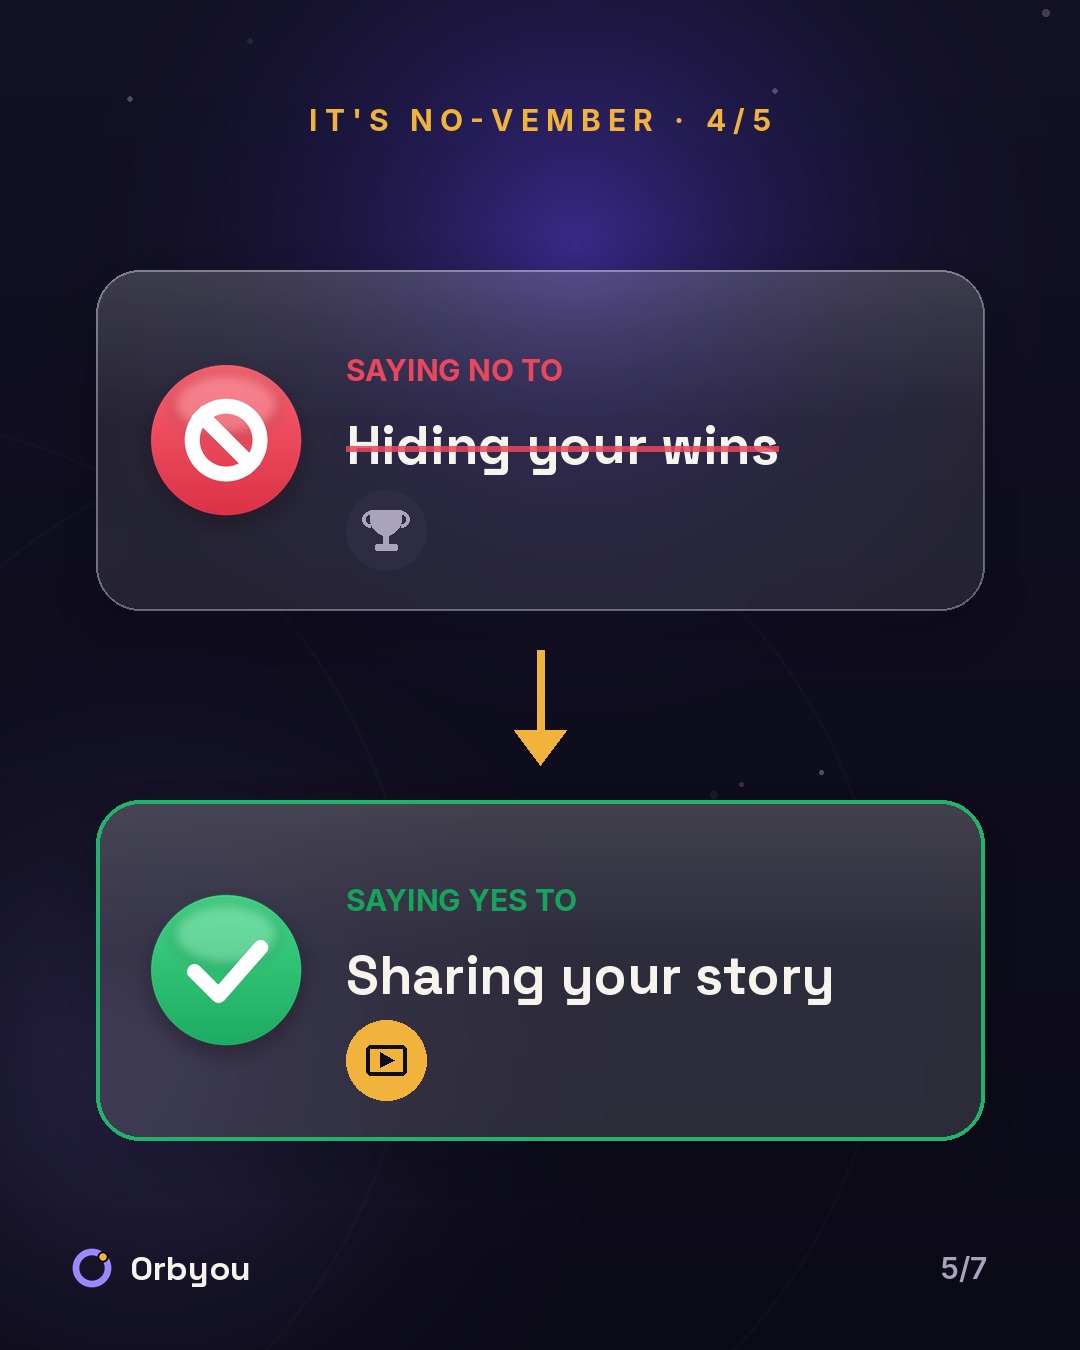 IT'S NO-VEMBER · 4/5
SAYING NO TO
Hiding your wins
SAYING YES TO
Sharing your story
Orbyou
5/7